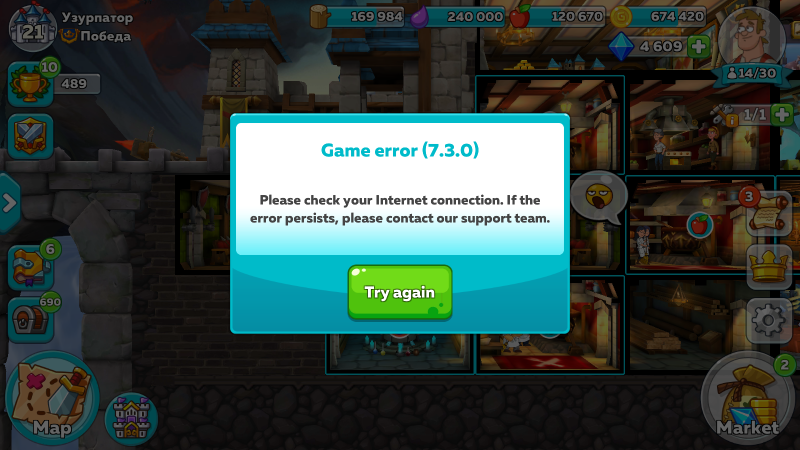 Узурпатор
21
Победа
169 984
240 000
120 670
674 420
4 609
14/30
10
489
1/1
Game error (7.3.0)
Please check your Internet connection. If the
error persists, please contact our support team.
3
6
690
Try again
2
Map
Market